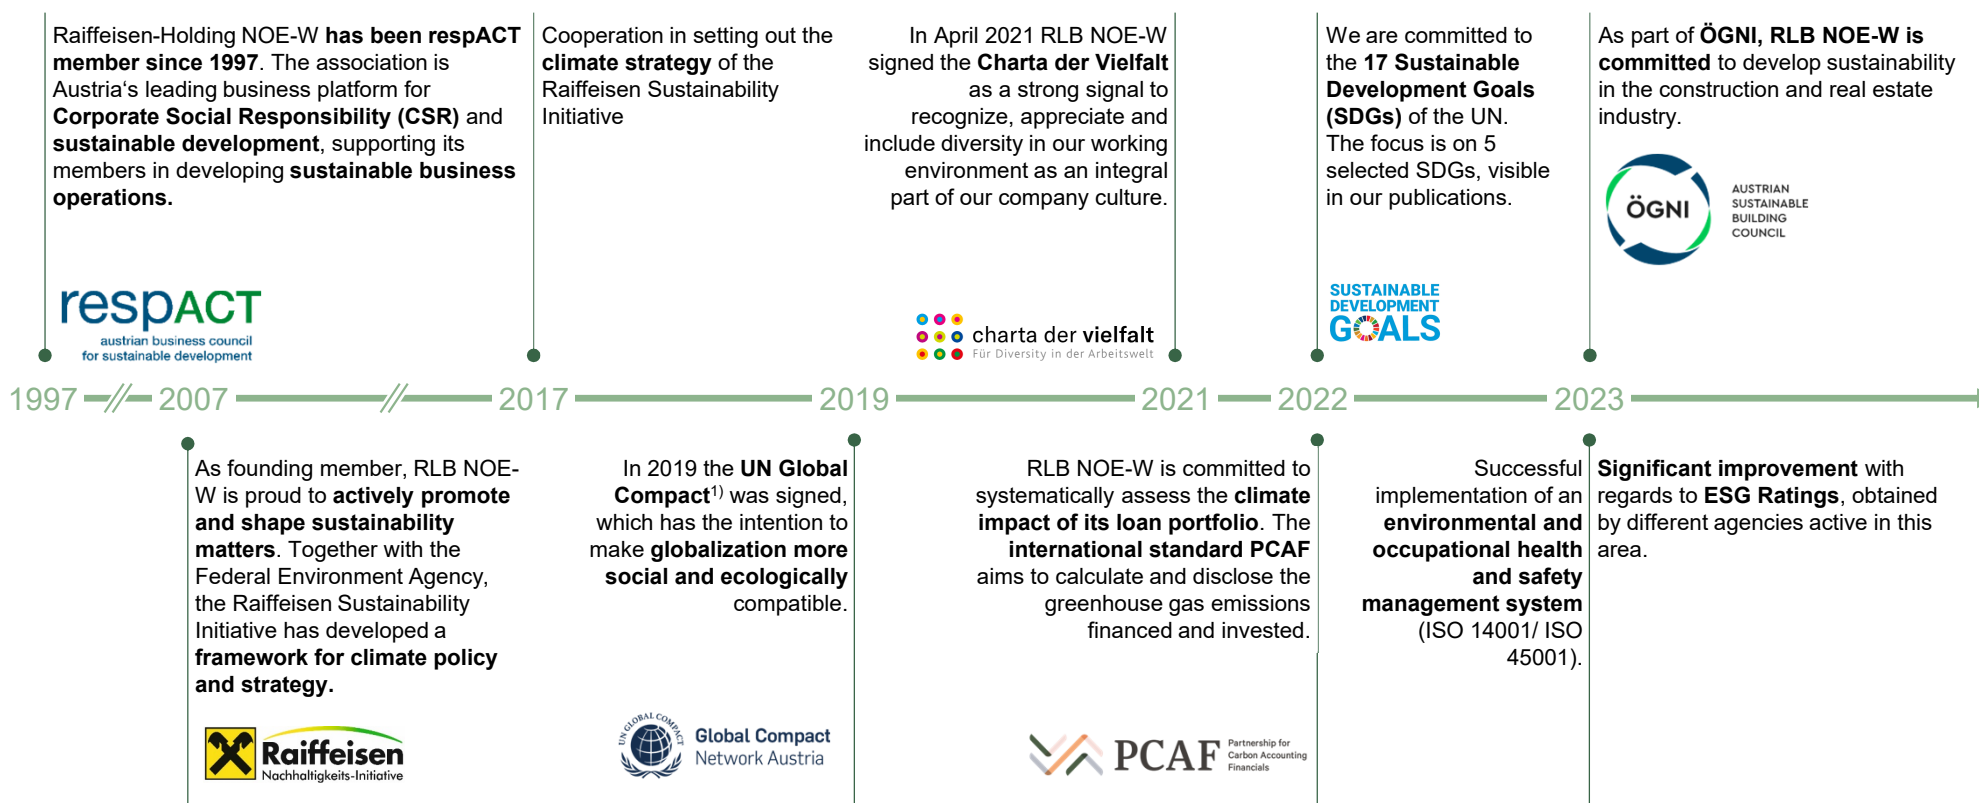 Raiffeisen-Holding NOE-W has been respACT
member since 1997. The association is
Austria‘s leading business platform for
Corporate Social Responsibility (CSR) and
sustainable development, supporting its
members in developing sustainable business
operations.
respACT
austrian business council
for sustainable development
Cooperation in setting out the
climate strategy of the
Raiffeisen Sustainability
Initiative
In April 2021 RLB NOE-W
signed the Charta der Vielfalt
as a strong signal to
recognize, appreciate and
include diversity in our working
environment as an integral
part of our company culture.
charta der vielfalt
Für Diversity in der Arbeitswelt
We are committed to
the 17 Sustainable
Development Goals
(SDGs) of the UN.
The focus is on 5
selected SDGs, visible
in our publications.
SUSTAINABLE
DEVELOPMENT
GOALS
As part of ÖGNI, RLB NOE-W is
committed to develop sustainability
in the construction and real estate
industry.
ÖGNI
AUSTRIAN
SUSTAINABLE
BUILDING
COUNCIL
1997 2007 2017 2019 2021 2022 2023
As founding member, RLB NOE-
W is proud to actively promote
and shape sustainability
matters. Together with the
Federal Environment Agency,
the Raiffeisen Sustainability
Initiative has developed a
framework for climate policy
and strategy.
Raiffeisen
Nachhaltigkeits-Initiative
In 2019 the UN Global
Compact1) was signed,
which has the intention to
make globalization more
social and ecologically
compatible.
UN GLOBAL COMPACT
Global Compact
Network Austria
RLB NOE-W is committed to
systematically assess the climate
impact of its loan portfolio. The
international standard PCAF
aims to calculate and disclose the
greenhouse gas emissions
financed and invested.
PCAF
Partnership for
Carbon Accounting
Financials
Successful
implementation of an
environmental and
occupational health
and safety
management system
(ISO 14001/ ISO
45001).
Significant improvement with
regards to ESG Ratings, obtained
by different agencies active in this
area.